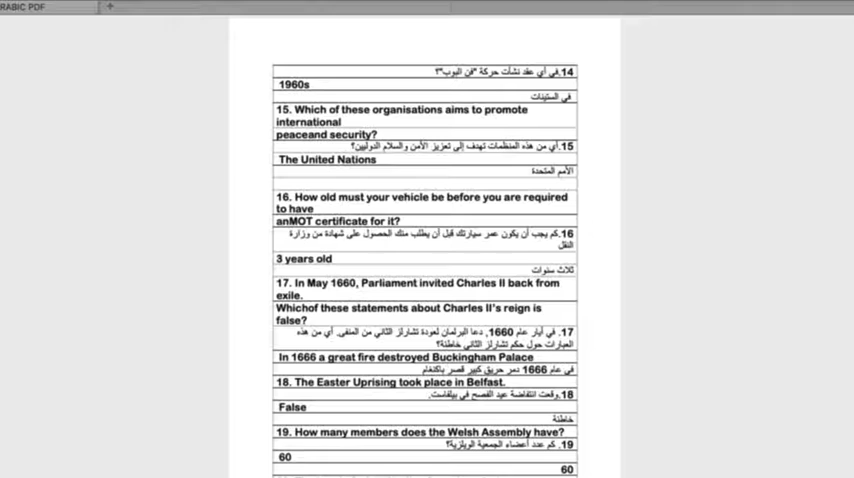 RABIC PDF
14.في أي عقد نشأت حركة "فن البوب"؟
1960s
في الستينات
15. Which of these organisations aims to promote
international
peaceand security?
15.أي من هذه المنظمات تهدف إلى تعزيز الأمن والسلام الدوليين؟
The United Nations
الأمم المتحدة
16. How old must your vehicle be before you are required
to have
anMOT certificate for it?
16.كم يجب أن يكون عمر سيارتك قبل أن يطلب منك الحصول على شهادة من وزارة
النقل
3 years old
ثلاث سنوات
17. In May 1660, Parliament invited Charles II back from
exile.
Whichof these statements about Charles II's reign is
false?
17. في أيار عام 1660, دعا البرلمان لعودة تشارلز الثاني من المنفى. أي من هذه
العبارات حول حكم تشارلز الثاني خاطئة؟
In 1666 a great fire destroyed Buckingham Palace
في عام 1666 دمر حريق كبير قصر باكنغام
18. The Easter Uprising took place in Belfast.
18.وقعت انتفاضة عيد الفصح في بيلفاست.
False
خاطئة
19. How many members does the Welsh Assembly have?
19. كم عدد أعضاء الجمعية الويلزية؟
60
60